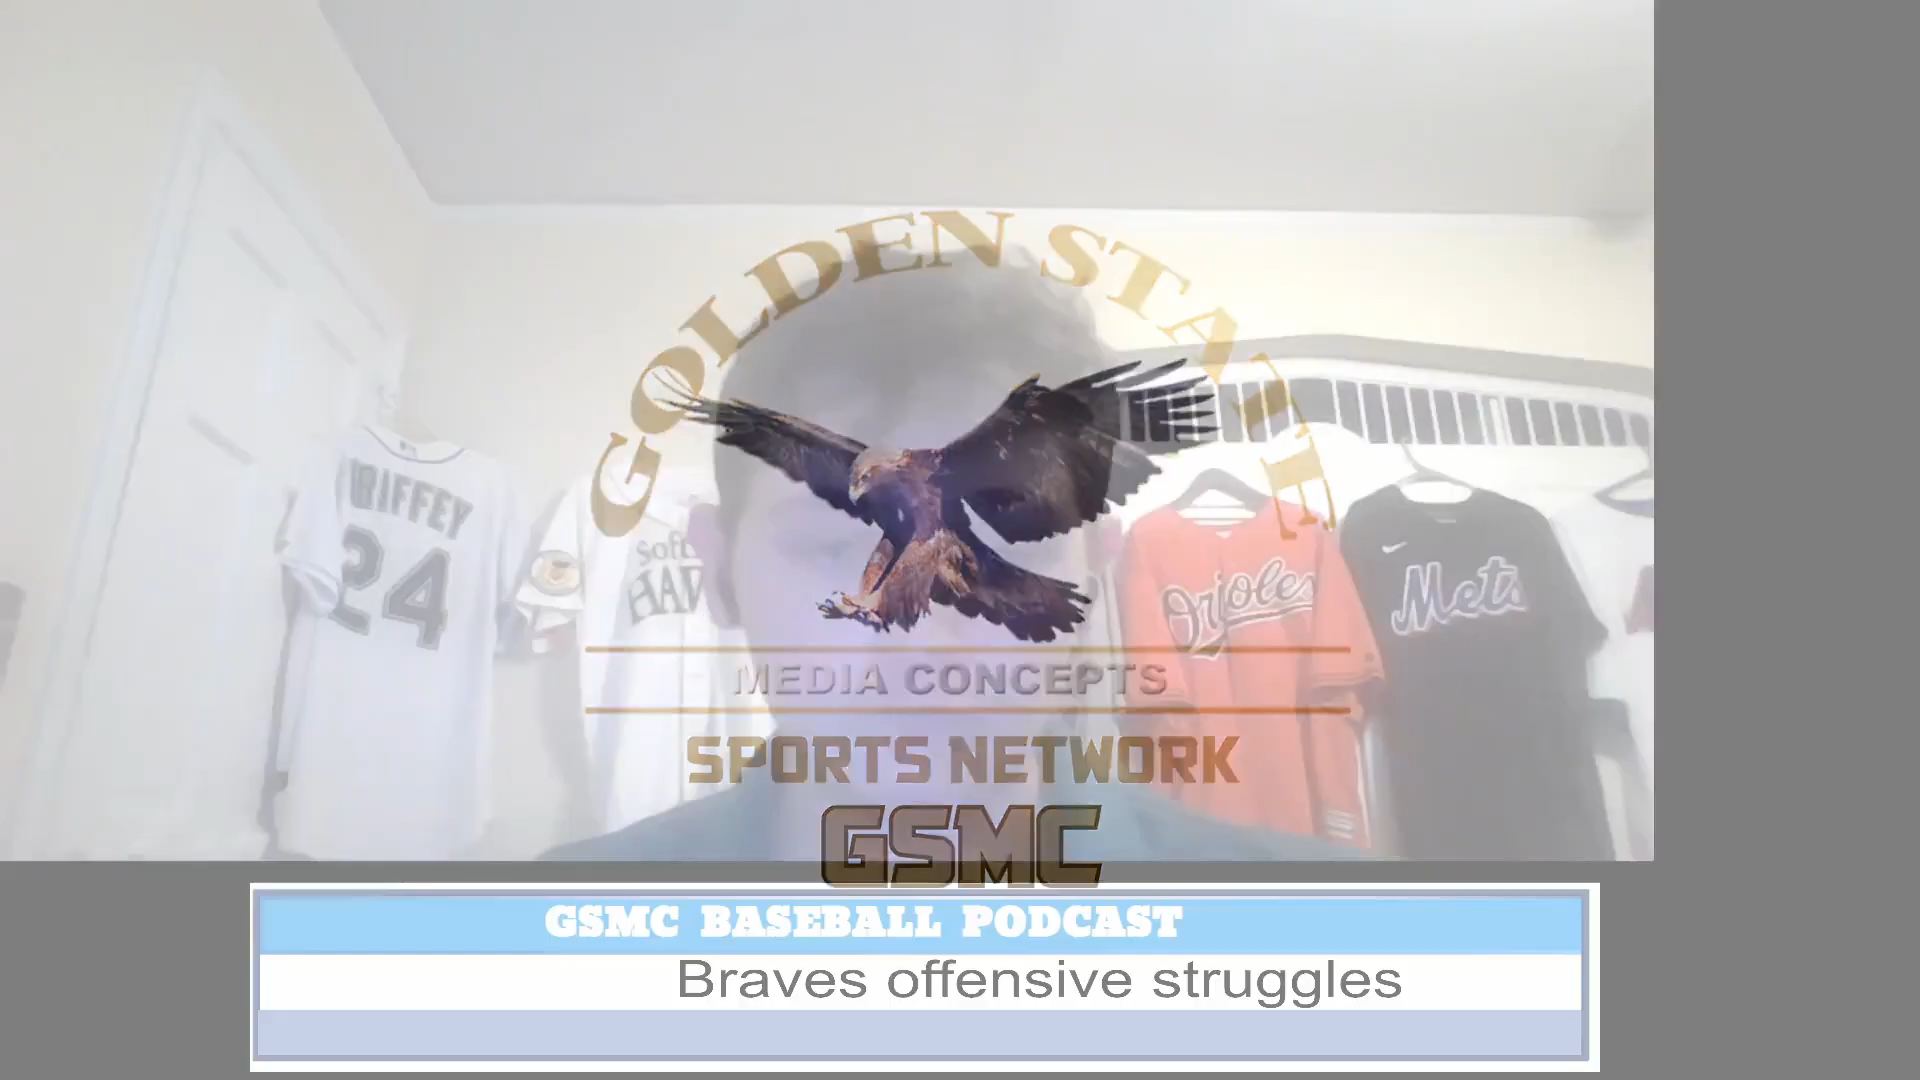 GOLDEN STATE
GRIFFEY
24
Orioles
Mets
MEDIA CONCEPTS
SPORTS NETWORK
GSMC
GSMC BASEBALL PODCAST
Braves offensive struggles